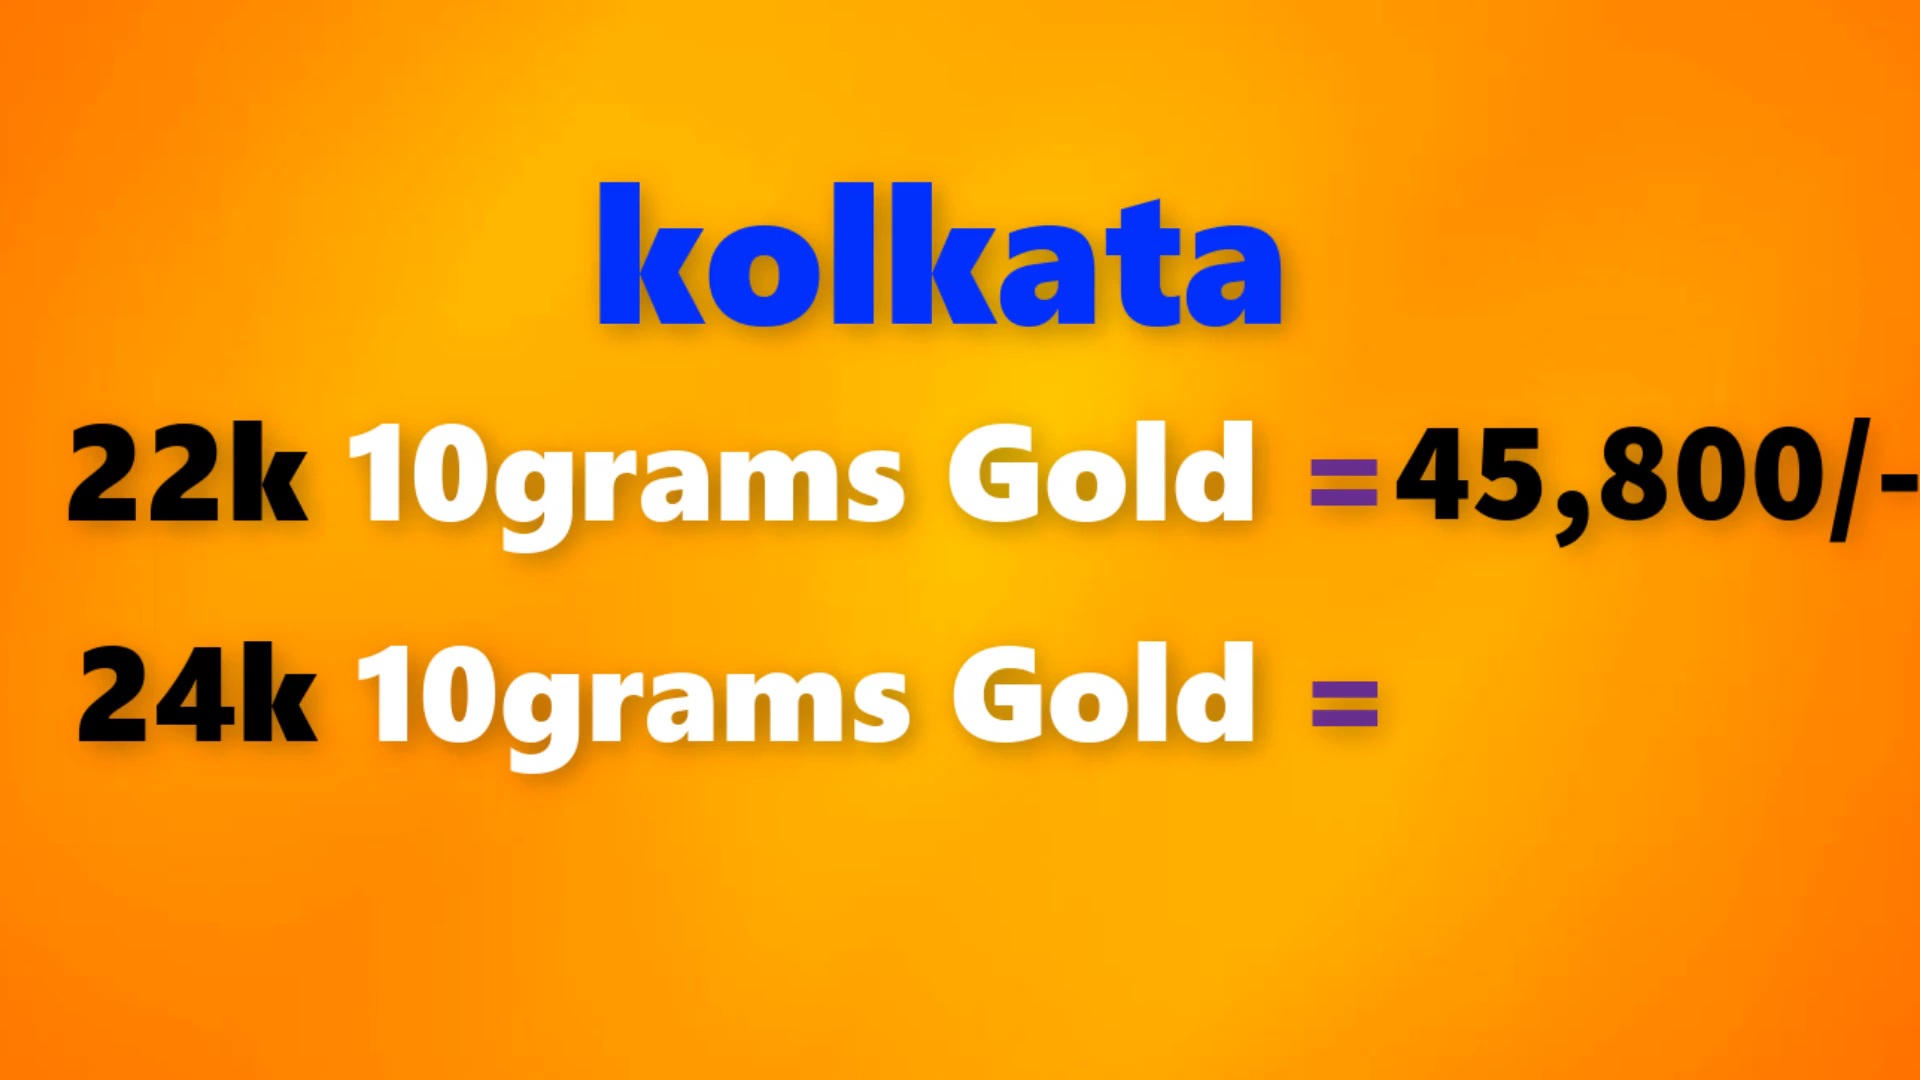 kolkata
22k 10grams Gold =45,800/-
24k 10grams Gold =